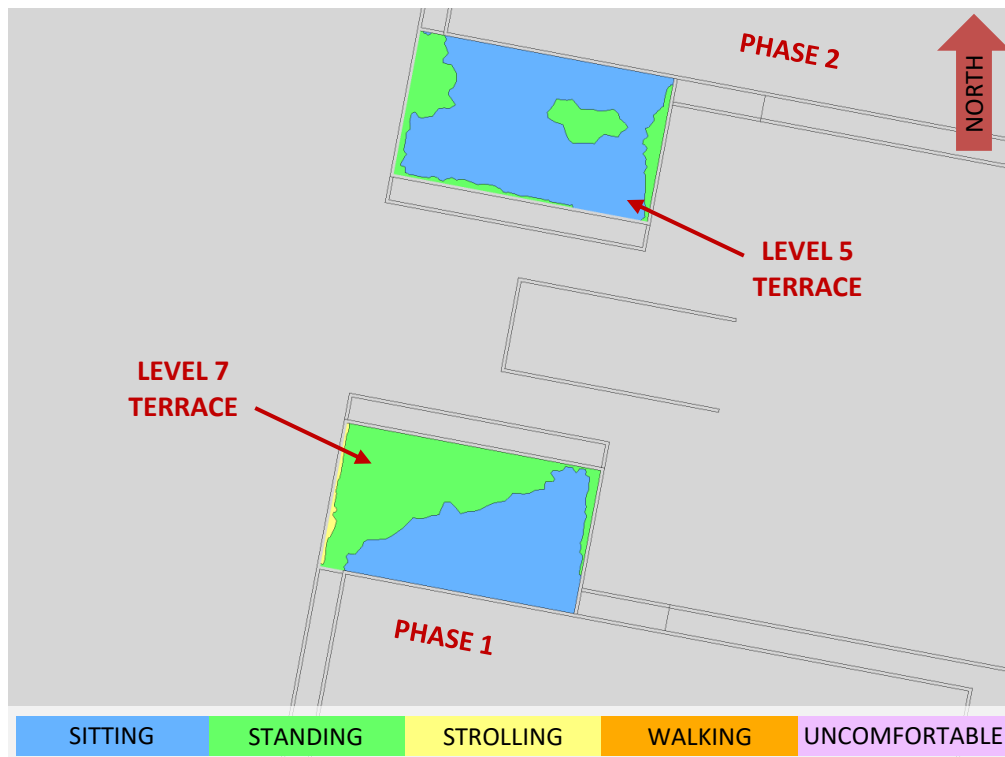 PHASE 2
NORTH
LEVEL 5
TERRACE
LEVEL 7
TERRACE
PHASE 1
SITTING
STANDING
STROLLING
WALKING
UNCOMFORTABLE